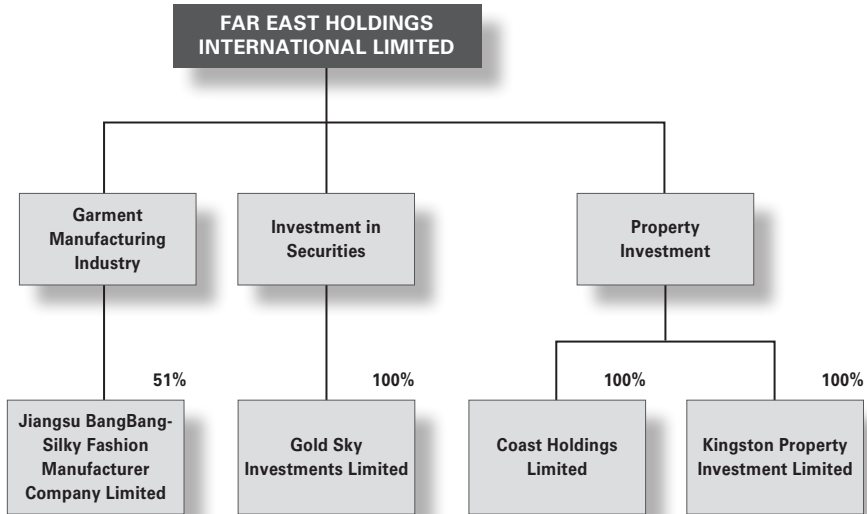 FAR EAST HOLDINGS
INTERNATIONAL LIMITED
Garment
Manufacturing
Industry
Investment in
Securities
Property
Investment
51%
100%
100%
100%
Jiangsu BangBang-
Silky Fashion
Manufacturer
Company Limited
Gold Sky
Investments Limited
Coast Holdings
Limited
Kingston Property
Investment Limited